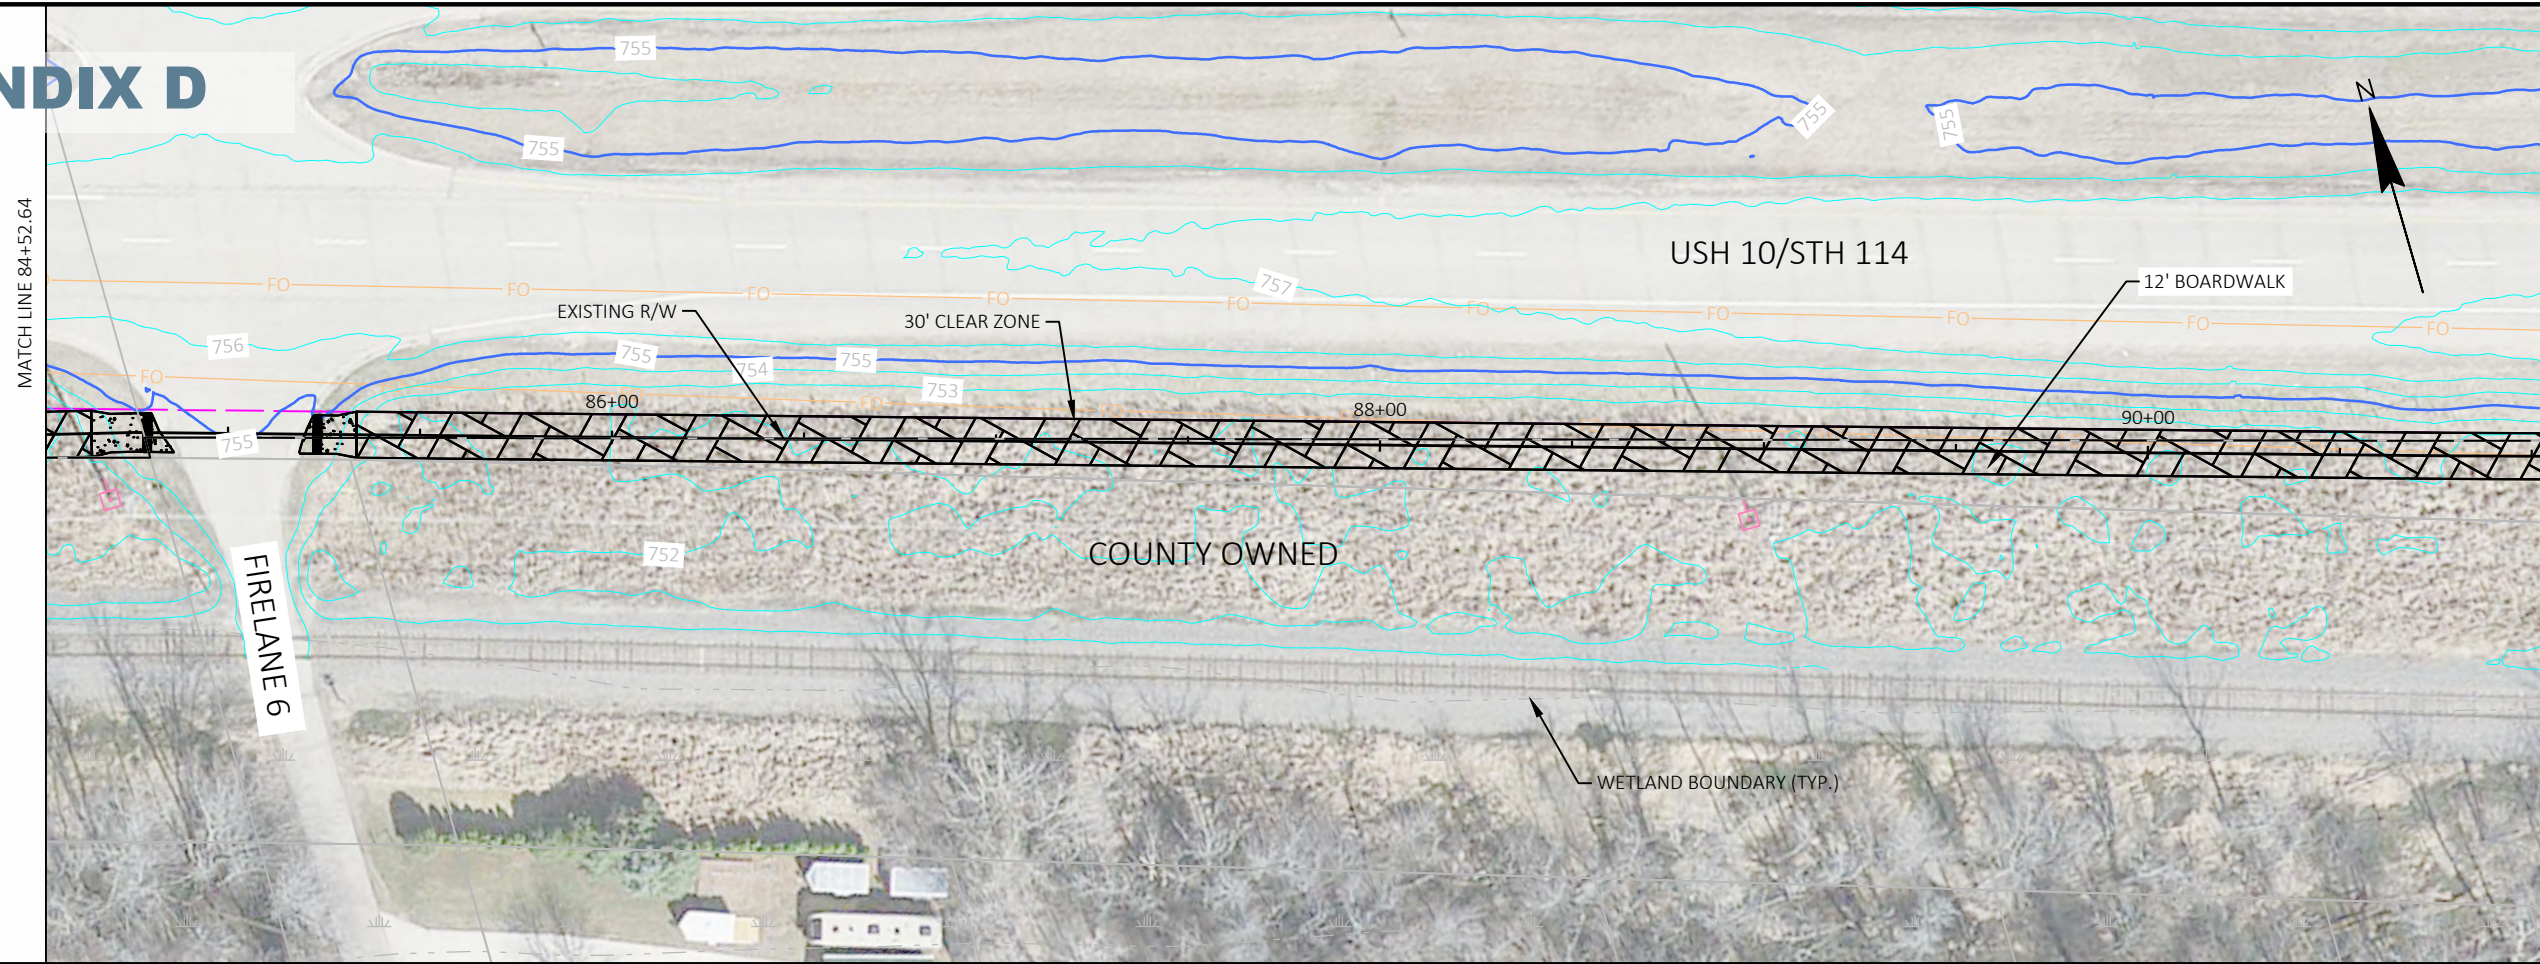 NDIX D
MATCH LINE 84+52.64
755
755
755
755
N
USH 10/STH 114
12' BOARDWALK
FO FO FO FO FO FO FO FO FO FO
757
EXISTING R/W
30' CLEAR ZONE
756
755
754
755
753
FO
FO
86+00
88+00
90+00
755
752
COUNTY OWNED
FIRELANE 6
WETLAND BOUNDARY (TYP.)